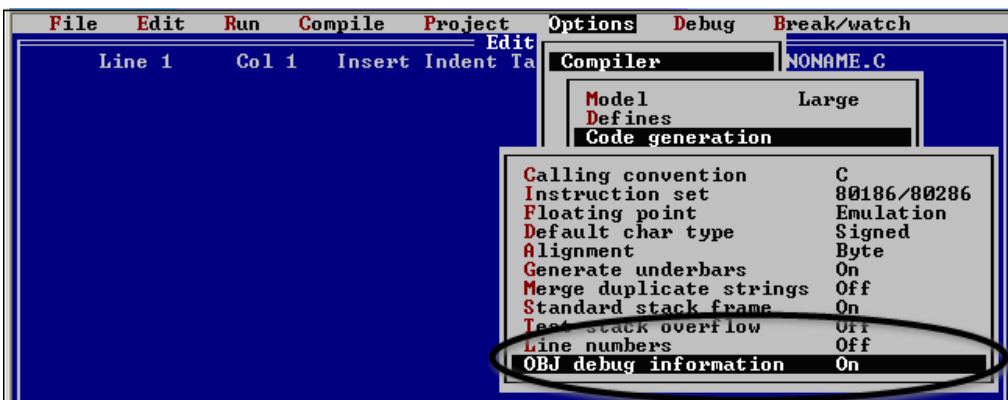 File Edit Run Compile Project Options Debug Break/watch
Edit
Line 1 Col 1 Insert Indent Ta NONAME.C
Compiler
Model Large
Defines
Code generation
Calling convention C
Instruction set 80186/80286
Floating point Emulation
Default char type Signed
Alignment Byte
Generate underbars On
Merge duplicate strings Off
Standard stack frame On
Test stack overflow Off
Line numbers Off
OBJ debug information On